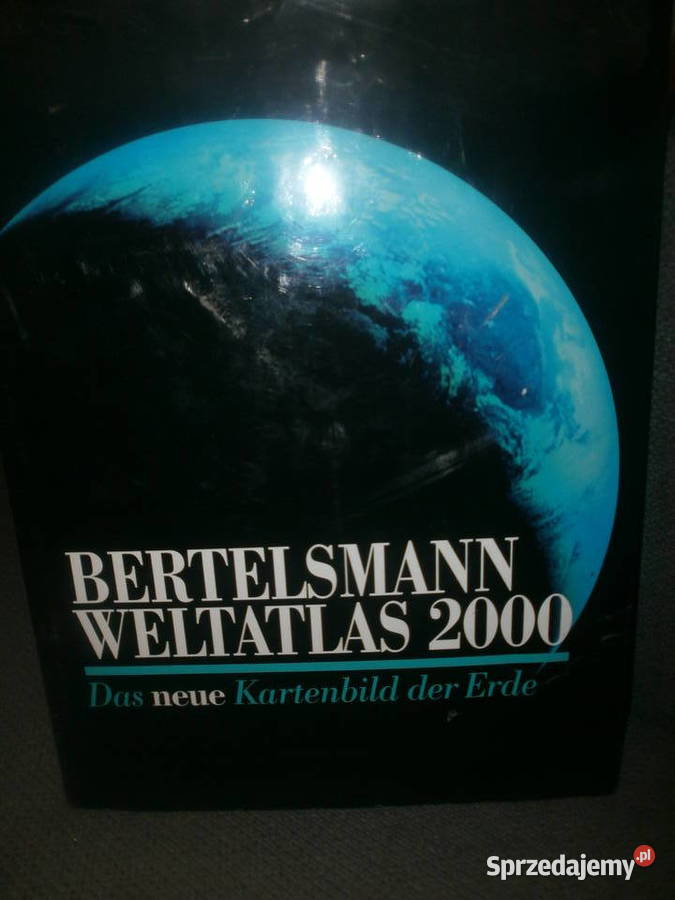 BERTELSMANN
WELTATLAS 2000
Das neue Kartenbild der Erde
Sprzedajemy.pl